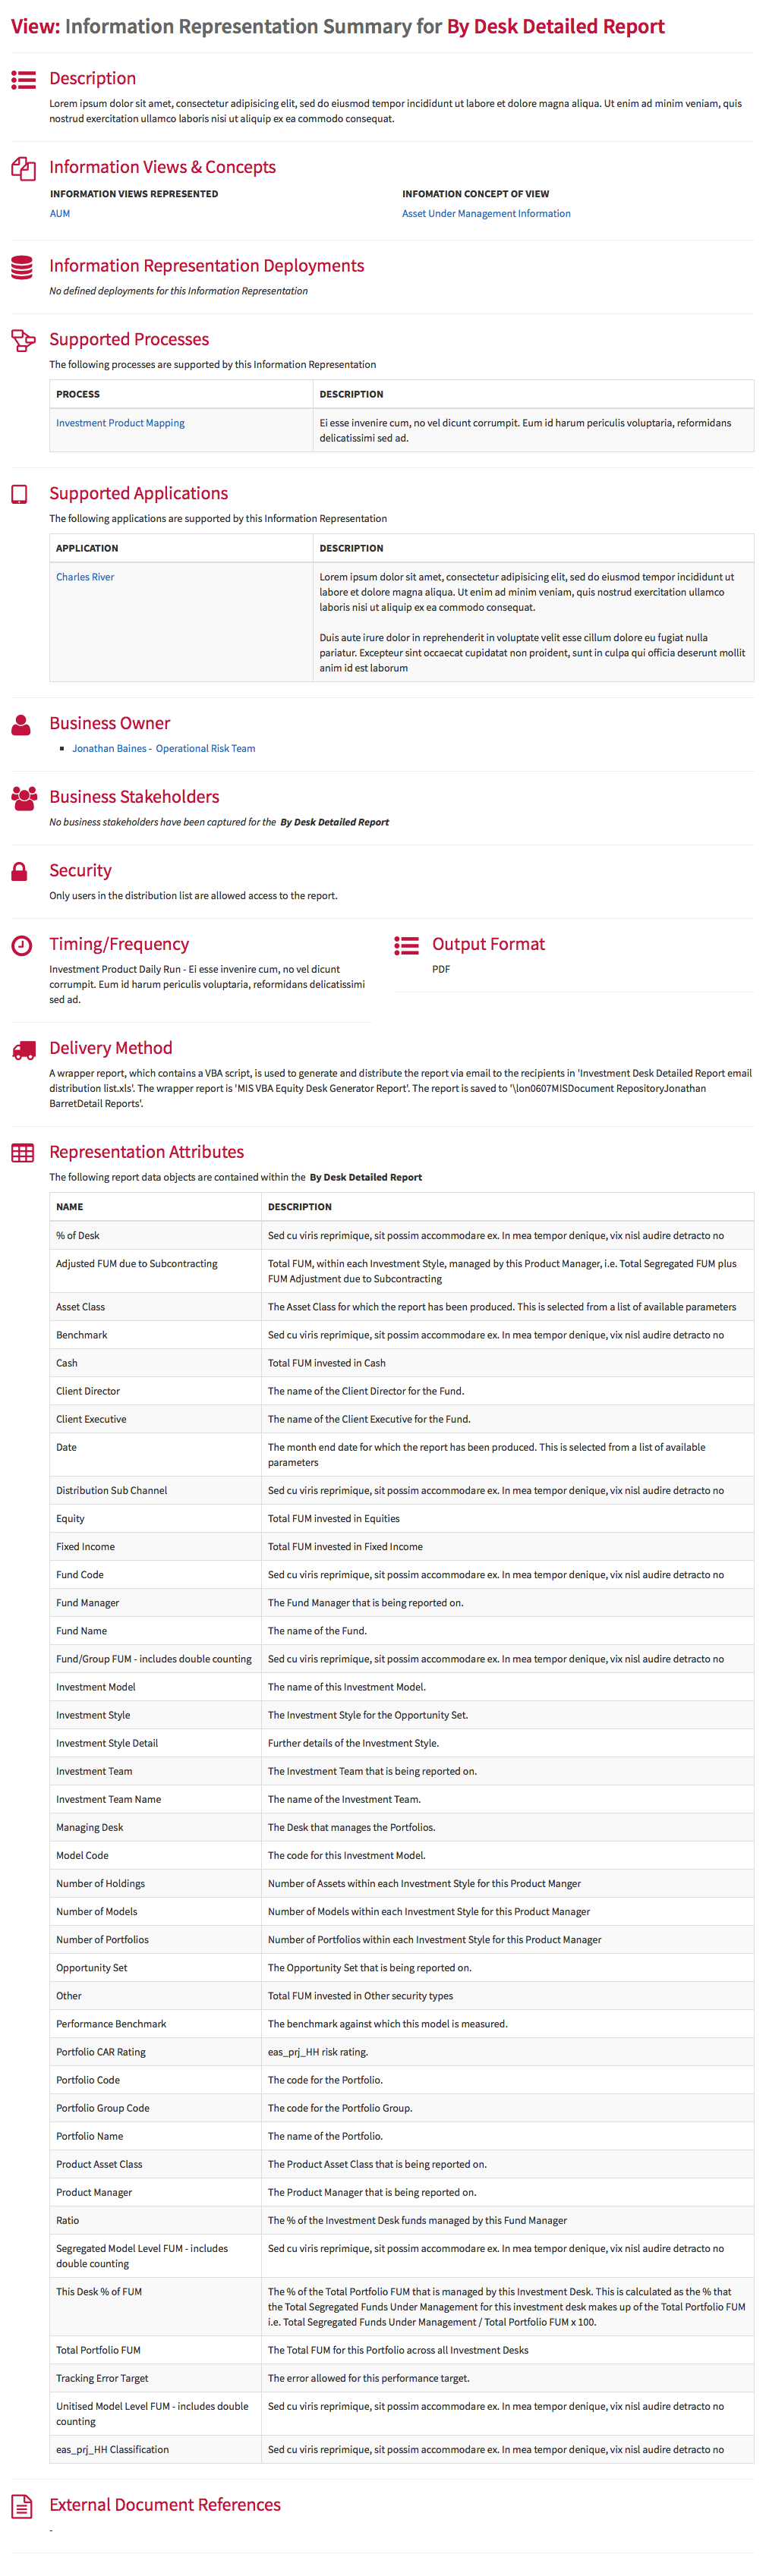 View: Information Representation Summary for By Desk Detailed Report
Description
Lorem ipsum dolor sit amet, consectetur adipisicing elit, sed do eiusmod tempor incididunt ut labore et dolore magna aliqua. Ut enim ad minim veniam, quis
nostrud exercitation ullamco laboris nisi ut aliquip ex ea commodo consequat.
Information Views & Concepts
INFORMATION VIEWS REPRESENTED
INFOMATION CONCEPT OF VIEW
AUM
Asset Under Management Information
Information Representation Deployments
No defined deployments for this Information Representation
Supported Processes
The following processes are supported by this Information Representation
PROCESS
DESCRIPTION
Investment Product Mapping
Ei esse invenire cum, no vel dicunt corrumpit. Eum id harum periculis voluptaria, reformidans
delicatissimi sed ad.
Supported Applications
The following applications are supported by this Information Representation
APPLICATION
DESCRIPTION
Charles River
Lorem ipsum dolor sit amet, consectetur adipisicing elit, sed do eiusmod tempor incididunt ut
labore et dolore magna aliqua. Ut enim ad minim veniam, quis nostrud exercitation ullamco
laboris nisi ut aliquip ex ea commodo consequat.
Duis aute irure dolor in reprehenderit in voluptate velit esse cillum dolore eu fugiat nulla
pariatur. Excepteur sint occaecat cupidatat non proident, sunt in culpa qui officia deserunt mollit
anim id est laborum
Business Owner
Jonathan Baines - Operational Risk Team
Business Stakeholders
No business stakeholders have been captured for the By Desk Detailed Report
Security
Only users in the distribution list are allowed access to the report.
Timing/Frequency
Investment Product Daily Run - Ei esse invenire cum, no vel dicunt
corrumpit. Eum id harum periculis voluptaria, reformidans delicatissimi
sed ad.
Output Format
PDF
Delivery Method
A wrapper report, which contains a VBA script, is used to generate and distribute the report via email to the recipients in 'Investment Desk Detailed Report email
distribution list.xls'. The wrapper report is 'MIS VBA Equity Desk Generator Report'. The report is saved to '\lon0607MISDocument RepositoryJonathan
BarretDetail Reports'.
Representation Attributes
The following report data objects are contained within the By Desk Detailed Report
NAME
DESCRIPTION
% of Desk
Sed cu viris reprimique, sit possim accommodare ex. In mea tempor denique, vix nisl audire detracto no
Adjusted FUM due to Subcontracting
Total FUM, within each Investment Style, managed by this Product Manager, i.e. Total Segregated FUM plus
FUM Adjustment due to Subcontracting
Asset Class
The Asset Class for which the report has been produced. This is selected from a list of available parameters
Benchmark
Sed cu viris reprimique, sit possim accommodare ex. In mea tempor denique, vix nisl audire detracto no
Cash
Total FUM invested in Cash
Client Director
The name of the Client Director for the Fund.
Client Executive
The name of the Client Executive for the Fund.
Date
The month end date for which the report has been produced. This is selected from a list of available
parameters
Distribution Sub Channel
Sed cu viris reprimique, sit possim accommodare ex. In mea tempor denique, vix nisl audire detracto no
Equity
Total FUM invested in Equities
Fixed Income
Total FUM invested in Fixed Income
Fund Code
Sed cu viris reprimique, sit possim accommodare ex. In mea tempor denique, vix nisl audire detracto no
Fund Manager
The Fund Manager that is being reported on.
Fund Name
The name of the Fund.
Fund/Group FUM - includes double counting
Sed cu viris reprimique, sit possim accommodare ex. In mea tempor denique, vix nisl audire detracto no
Investment Model
The name of this Investment Model.
Investment Style
The Investment Style for the Opportunity Set.
Investment Style Detail
Further details of the Investment Style.
Investment Team
The Investment Team that is being reported on.
Investment Team Name
The name of the Investment Team.
Managing Desk
The Desk that manages the Portfolios.
Model Code
The code for this Investment Model.
Number of Holdings
Number of Assets within each Investment Style for this Product Manger
Number of Models
Number of Models within each Investment Style for this Product Manager
Number of Portfolios
Number of Portfolios within each Investment Style for this Product Manager
Opportunity Set
The Opportunity Set that is being reported on.
Other
Total FUM invested in Other security types
Performance Benchmark
The benchmark against which this model is measured.
Portfolio CAR Rating
eas_prj_HH risk rating.
Portfolio Code
The code for the Portfolio.
Portfolio Group Code
The code for the Portfolio Group.
Portfolio Name
The name of the Portfolio.
Product Asset Class
The Product Asset Class that is being reported on.
Product Manager
The Product Manager that is being reported on.
Ratio
The % of the Investment Desk funds managed by this Fund Manager
Segregated Model Level FUM - includes
double counting
Sed cu viris reprimique, sit possim accommodare ex. In mea tempor denique, vix nisl audire detracto no
This Desk % of FUM
The % of the Total Portfolio FUM that is managed by this Investment Desk. This is calculated as the % that
the Total Segregated Funds Under Management for this investment desk makes up of the Total Portfolio FUM
i.e. Total Segregated Funds Under Management / Total Portfolio FUM x 100.
Total Portfolio FUM
The Total FUM for this Portfolio across all Investment Desks
Tracking Error Target
The error allowed for this performance target.
Unitised Model Level FUM - includes double
counting
Sed cu viris reprimique, sit possim accommodare ex. In mea tempor denique, vix nisl audire detracto no
eas_prj_HH Classification
Sed cu viris reprimique, sit possim accommodare ex. In mea tempor denique, vix nisl audire detracto no
External Document References
-